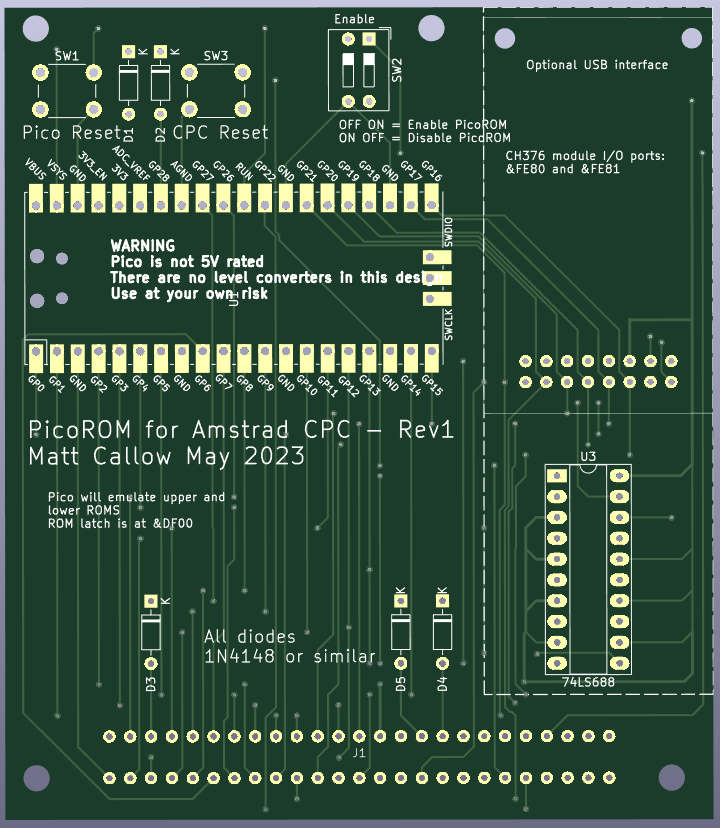 Enable
SW1
K
K
SW3
SW2
Optional USB interface
Pico Reset
D1
D2
CPC Reset
OFF ON = Enable PicoROM
ON OFF = Disable PicoROM
CH376 module I/O ports:
&FE80 and &FE81
VBUS
VSYS
GND
3V3_EN
3V3
ADC_VREF
GP28
AGND
GP27
GP26
RUN
GP22
GND
GP21
GP20
GP19
GP18
GND
GP17
GP16
SWDIO
WARNING
Pico is not 5V rated
There are no level converters in this design
Use at your own risk
U1
SWCLK
GP0
GP1
GND
GP2
GP3
GP4
GP5
GND
GP6
GP7
GP8
GP9
GND
GP10
GP11
GP12
GP13
GND
GP14
GP15
PicoROM for Amstrad CPC – Rev1
Matt Callow May 2023
U3
Pico will emulate upper and
lower ROMS
ROM latch is at &DF00
K
K
K
All diodes
1N4148 or similar
D3
D5
D4
74LS688
J1